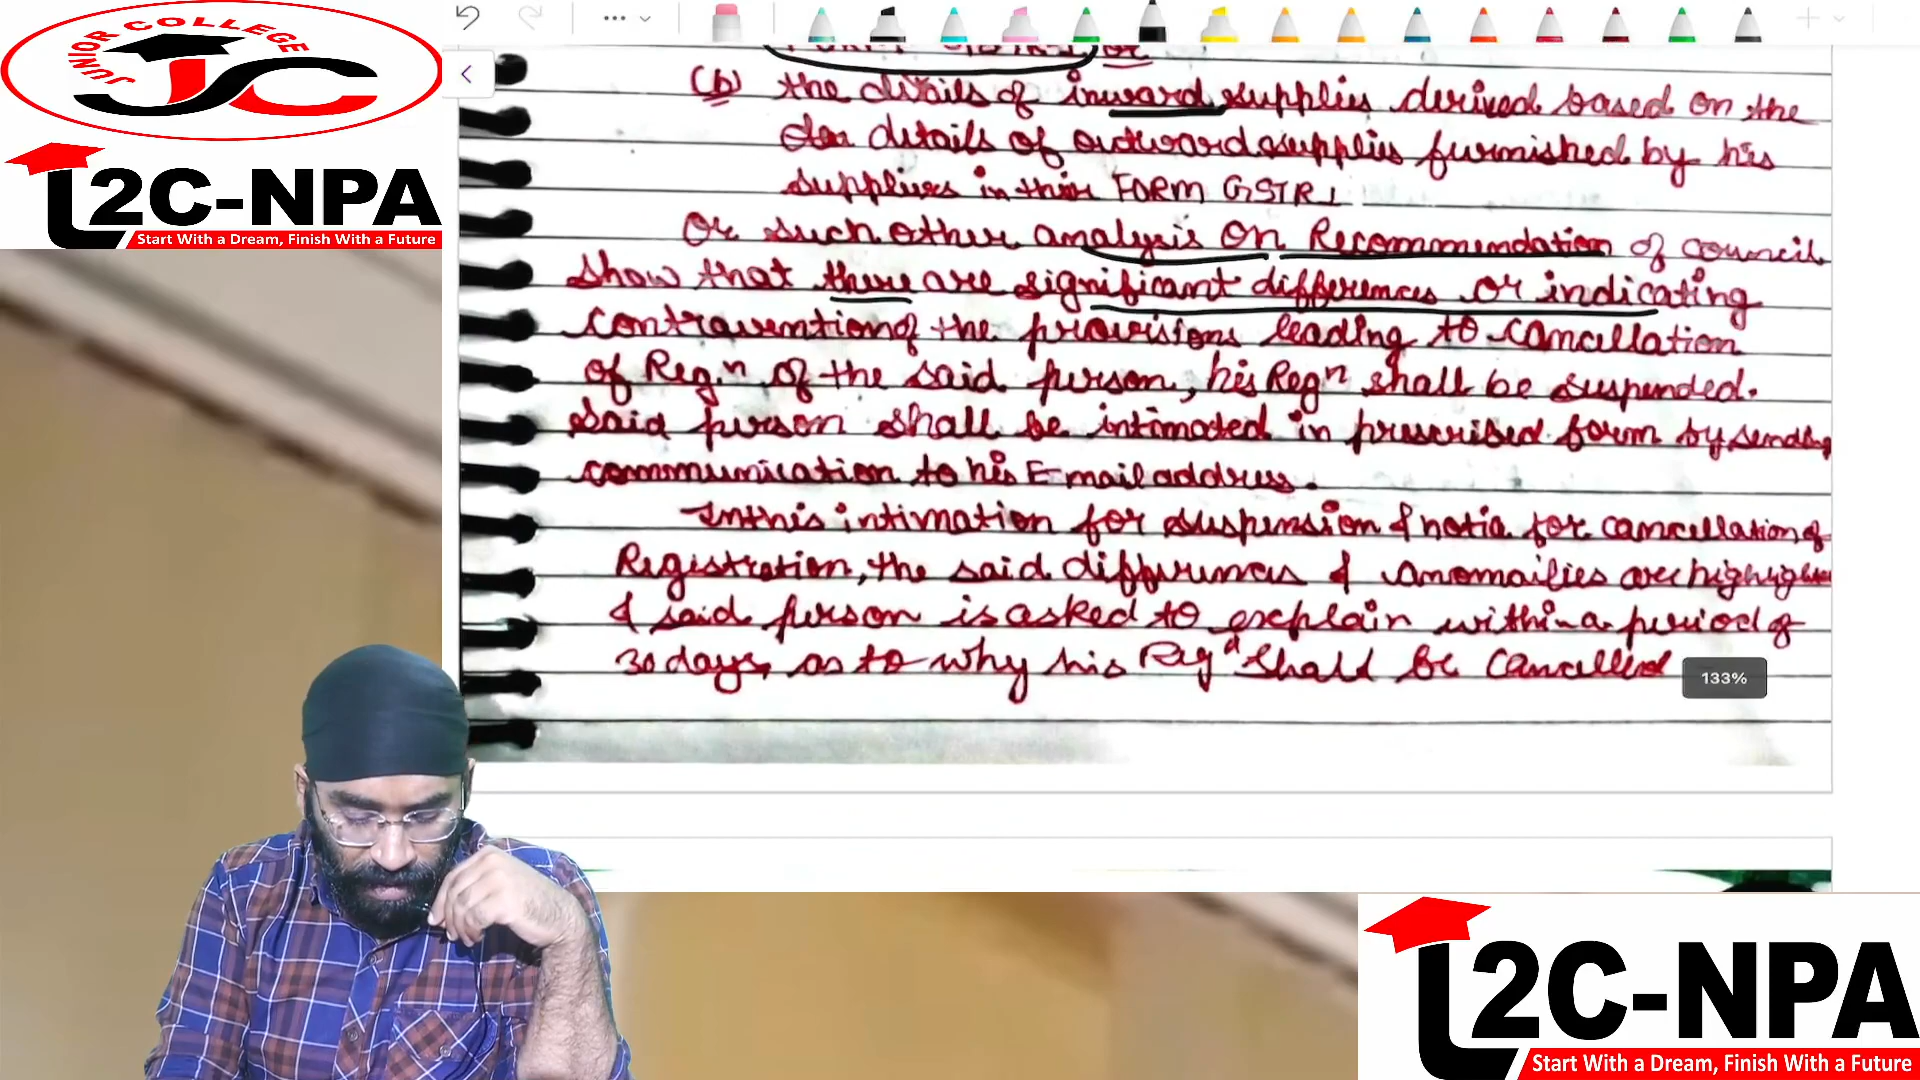 JUNIOR COLLEGE
JC
L2C-NPA
Start With a Dream, Finish With a Future
(b) the details of inward supplies derived based on the
details of outward supplies furnished by his
suppliers in their FORM GSTR1
Or such other analysis on Recommendation of council
show that there are significant differences or indicating
contravention of the provisions leading to cancellation
of Regn of the said person, his Regn shall be suspended.
Said person shall be intimated in prescribed form by sending
communication to his E-mail address.
In this intimation for suspension & notice for cancellation of
Registration, the said differences & anomalies are
& said person is asked to explain within a period of
30 days, as to why his Regn shall be cancelled
133%
L2C-NPA
Start With a Dream, Finish With a Future